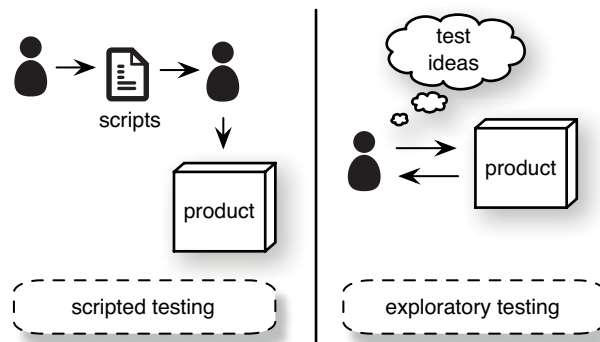 scripts
product
scripted testing
test
ideas
product
exploratory testing